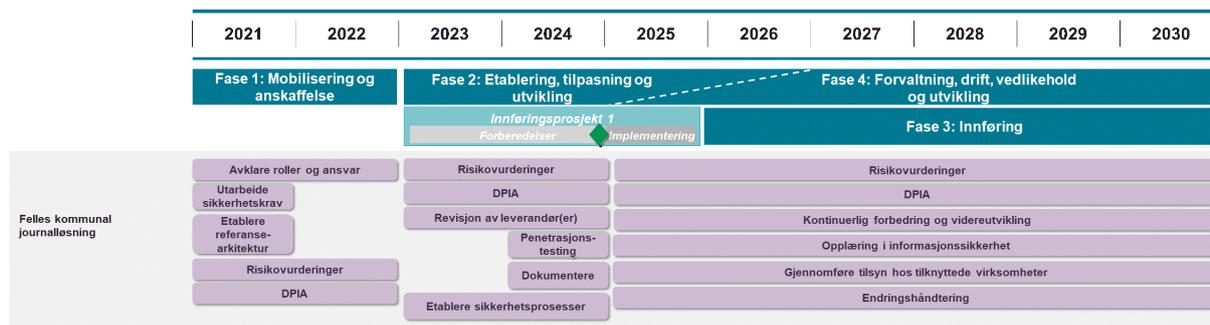 2021 2022 2023 2024 2025 2026 2027 2028 2029 2030
Fase 1: Mobilisering og
anskaffelse
Fase 2: Etablering, tilpasning og
utvikling
Fase 4: Forvaltning, drift, vedlikehold
og utvikling
Innføringsprosjekt 1
Forberedelser
Implementering
Fase 3: Innføring
Felles kommunal
journalløsning
Avklare roller og ansvar
Utarbeide
sikkerhetskrav
Etablere
referanse-
arkitektur
Risikovurderinger
DPIA
Risikovurderinger
DPIA
Revisjon av leverandør(er)
Penetrasjons-
testing
Dokumentere
Etablere sikkerhetsprosesser
Risikovurderinger
DPIA
Kontinuerlig forbedring og videreutvikling
Opplæring i informasjonssikkerhet
Gjennomføre tilsyn hos tilknyttede virksomheter
Endringshåndtering